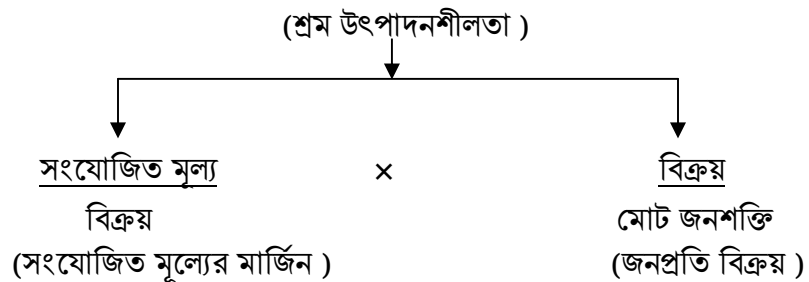 (শ্রম উৎপাদনশীলতা )
সংযোজিত মূল্য × বিক্রয়
বিক্রয় মোট জনশক্তি
(সংযোজিত মূল্যের মার্জিন ) (জনপ্রতি বিক্রয় )